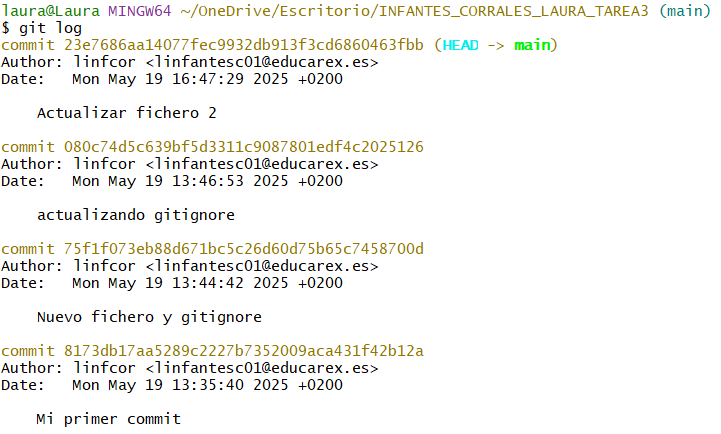 laura@Laura MINGW64 ~/OneDrive/Escritorio/INFANTES_CORRALES_LAURA_TAREA3 (main)
$ git log
commit 23e7686aa14077fec9932db913f3cd6860463fbb (HEAD -> main)
Author: linfcor <linfantesc01@educarex.es>
Date:   Mon May 19 16:47:29 2025 +0200
    Actualizar fichero 2
commit 080c74d5c639bf5d3311c9087801edf4c2025126
Author: linfcor <linfantesc01@educarex.es>
Date:   Mon May 19 13:46:53 2025 +0200
    actualizando gitignore
commit 75f1f073eb88d671bc5c26d60d75b65c7458700d
Author: linfcor <linfantesc01@educarex.es>
Date:   Mon May 19 13:44:42 2025 +0200
    Nuevo fichero y gitignore
commit 8173db17aa5289c2227b7352009aca431f42b12a
Author: linfcor <linfantesc01@educarex.es>
Date:   Mon May 19 13:35:40 2025 +0200
    Mi primer commit